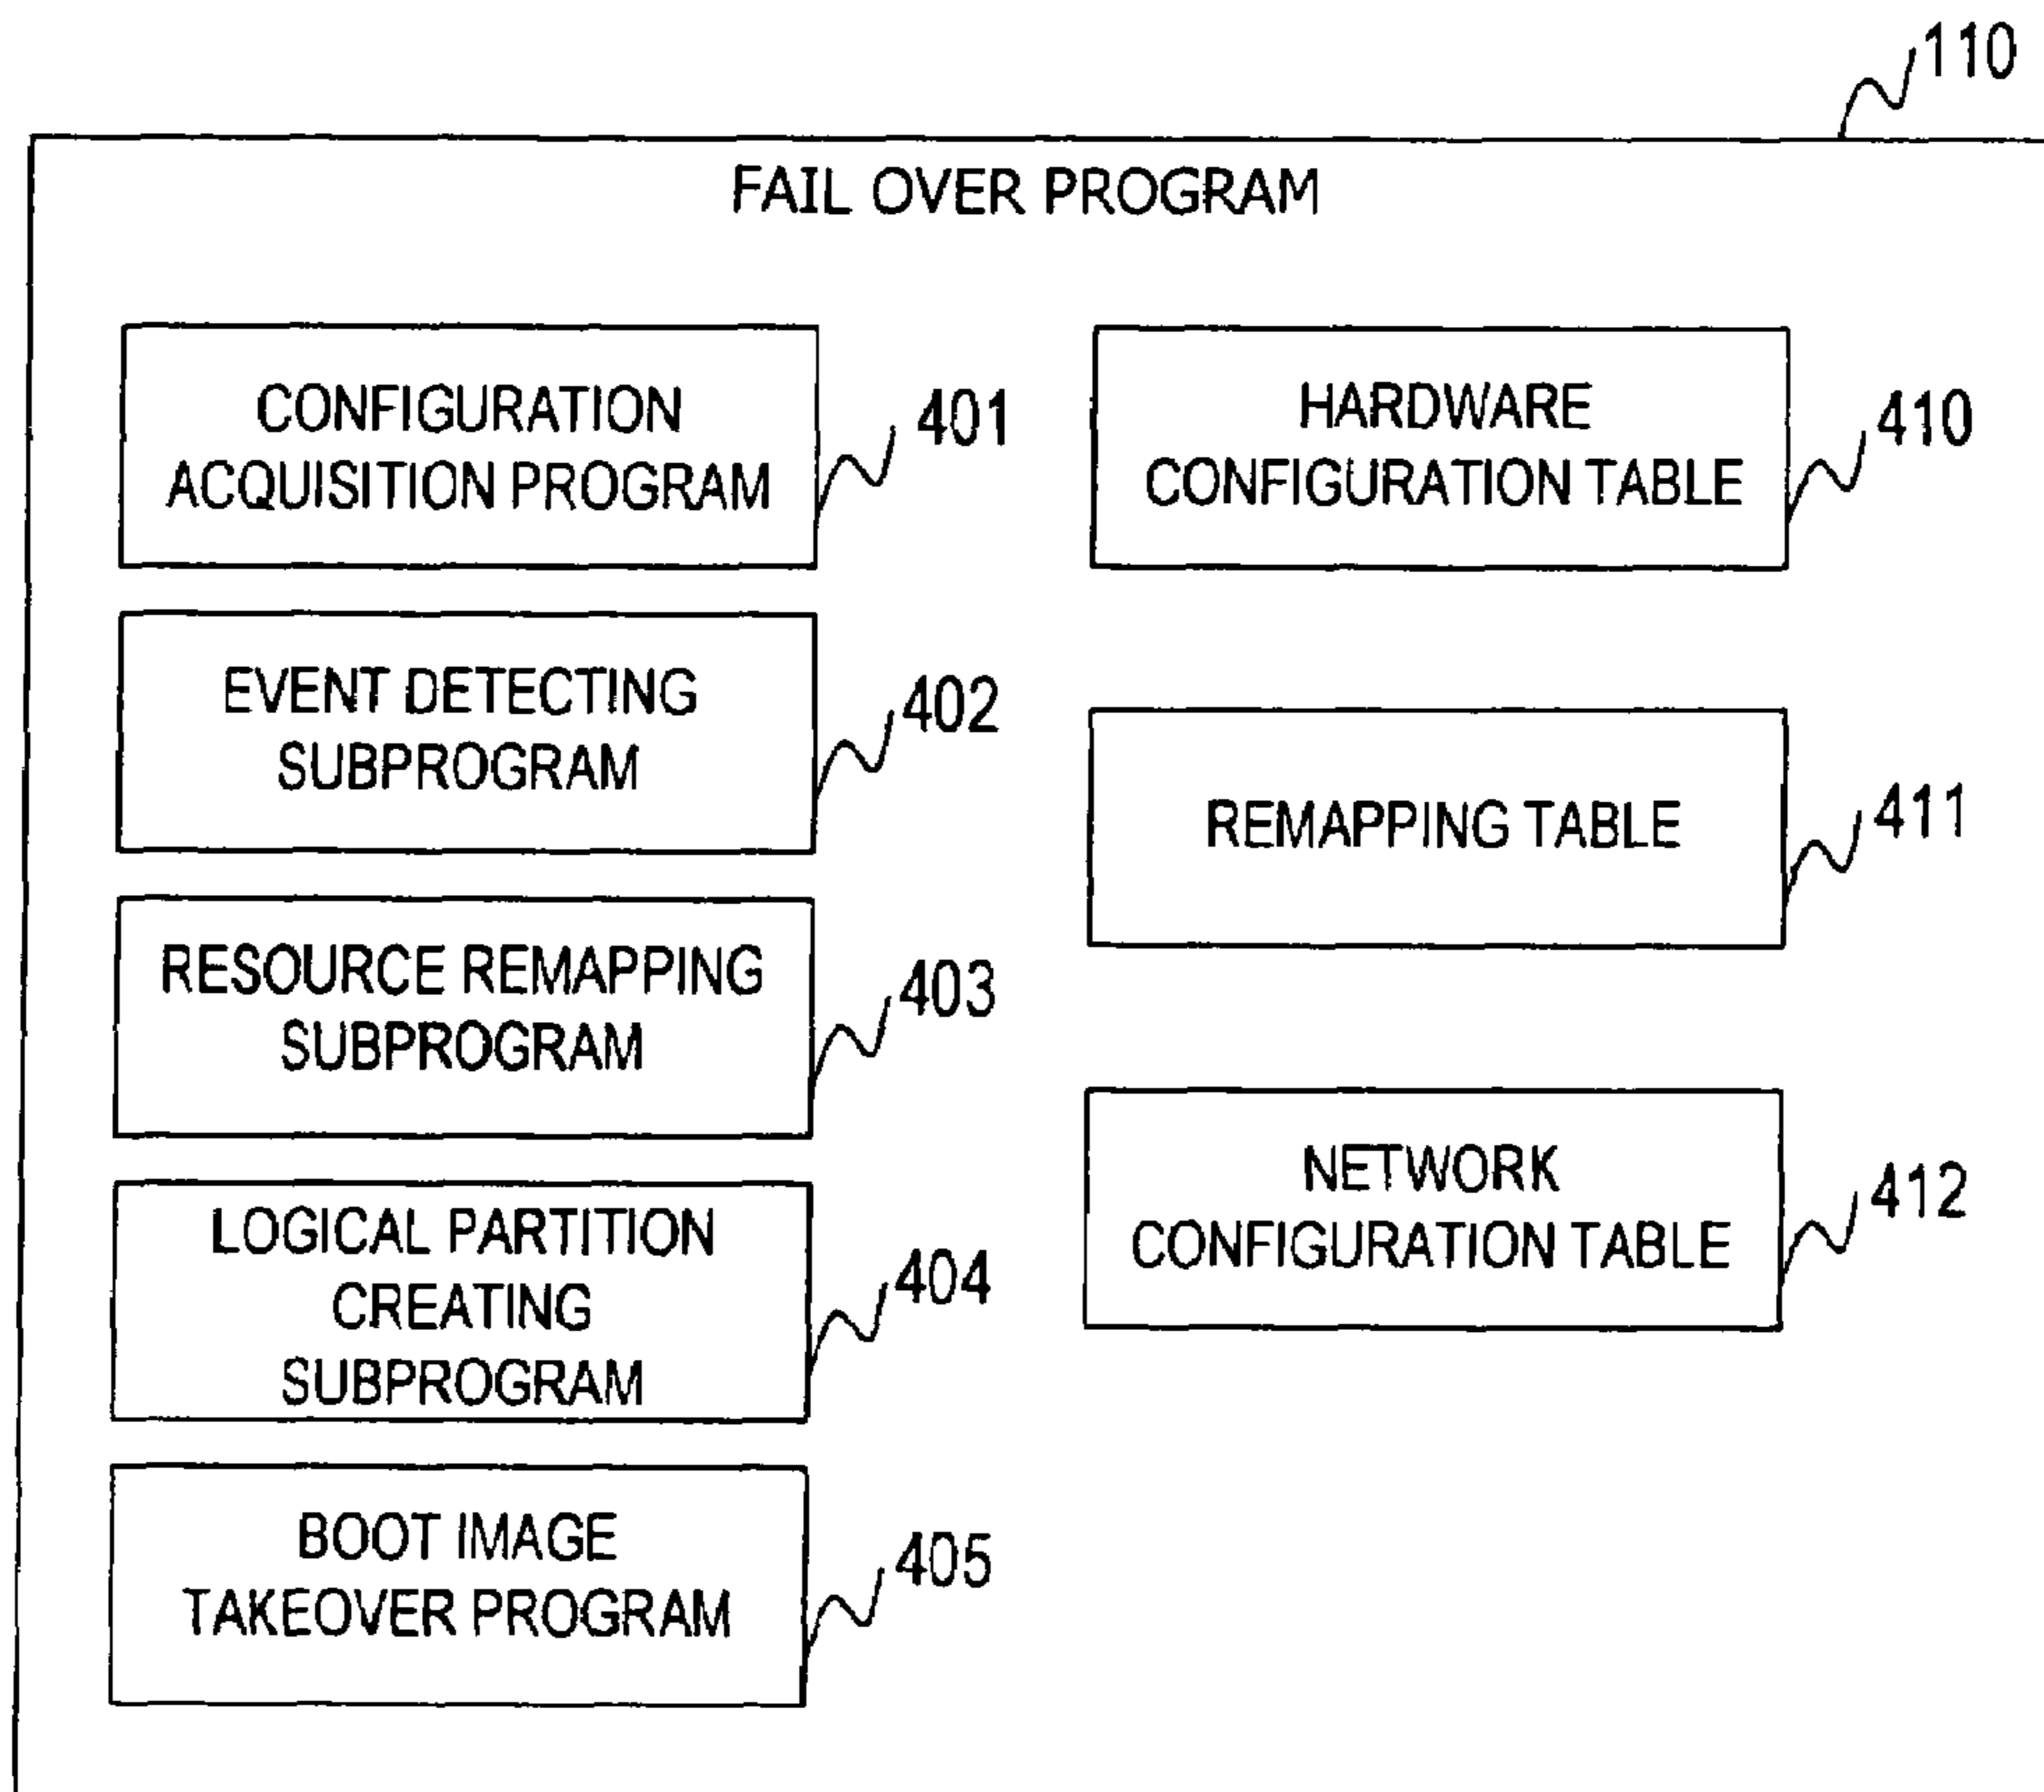 110
FAIL OVER PROGRAM
CONFIGURATION
ACQUISITION PROGRAM
401
EVENT DETECTING
SUBPROGRAM
402
RESOURCE REMAPPING
SUBPROGRAM
403
LOGICAL PARTITION
CREATING
SUBPROGRAM
404
BOOT IMAGE
TAKEOVER PROGRAM
405
HARDWARE
CONFIGURATION TABLE
410
REMAPPING TABLE
411
NETWORK
CONFIGURATION TABLE
412